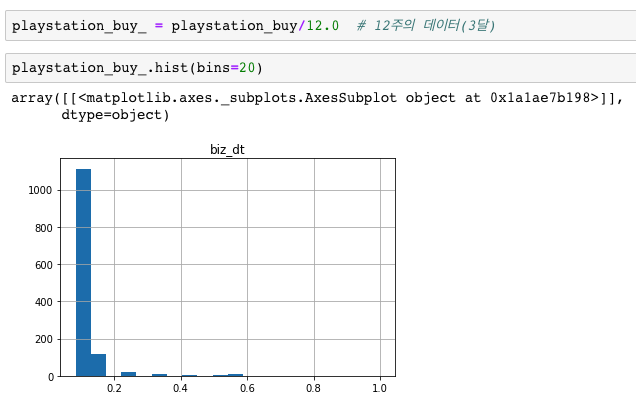 playstation_buy_ = playstation_buy/12.0  # 12주의 데이터(3달)
playstation_buy_.hist(bins=20)
array([[<matplotlib.axes._subplots.AxesSubplot object at 0x1a1ae7b198>]],
      dtype=object)
biz_dt
1000
800
600
400
200
0
0.2 0.4 0.6 0.8 1.0